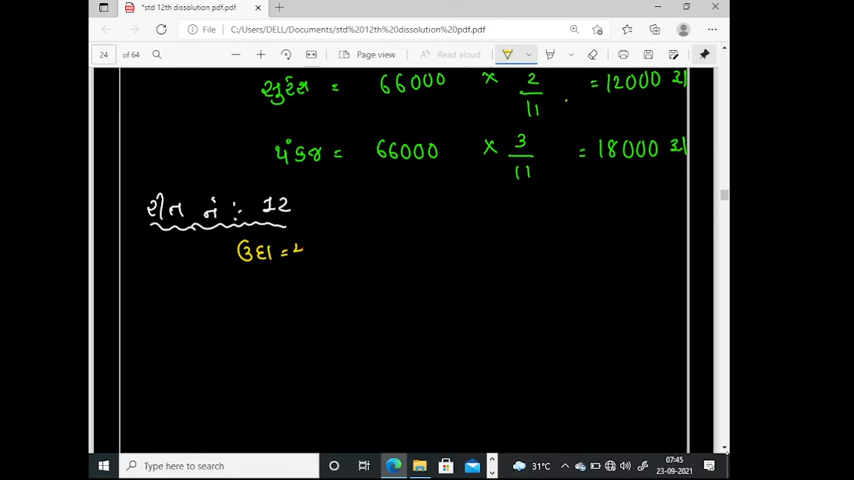 *std 12th dissolution pdf.pdf
File | C:/Users/DELL/Documents/std%2012th%20dissolution%20pdf.pdf
24 of 64 Page view Read aloud
સુરેશ = 66000 × 2/11 = 12000 રૂા
પંકજ = 66000 × 3/11 = 18000 રૂા
રીત નં : 12
ઉદા =
Type here to search 31°C 07:45
23-09-2021